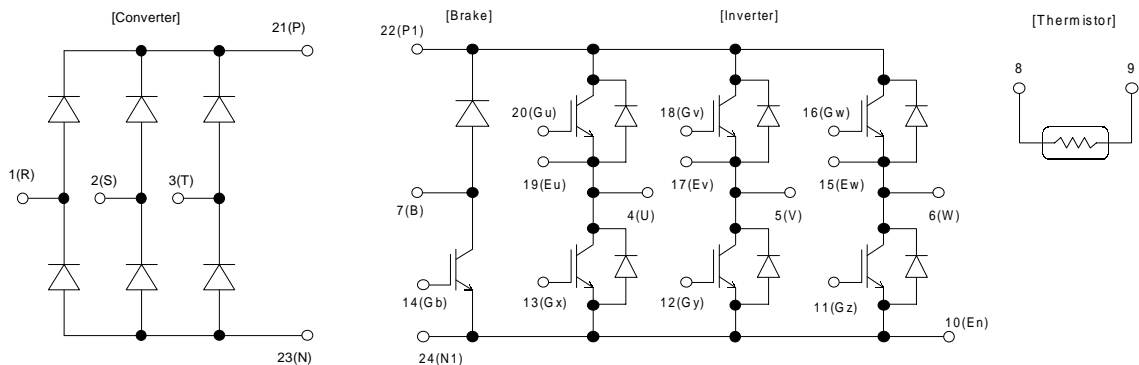 [Converter]
[Brake]
[Inverter]
[Thermistor]
21(P)
22(P1)
8
9
20(Gu)
18(Gv)
16(Gw)
1(R)
2(S)
3(T)
19(Eu)
17(Ev)
15(Ew)
7(B)
4(U)
5(V)
6(W)
14(Gb)
13(Gx)
12(Gy)
11(Gz)
10(En)
23(N)
24(N1)